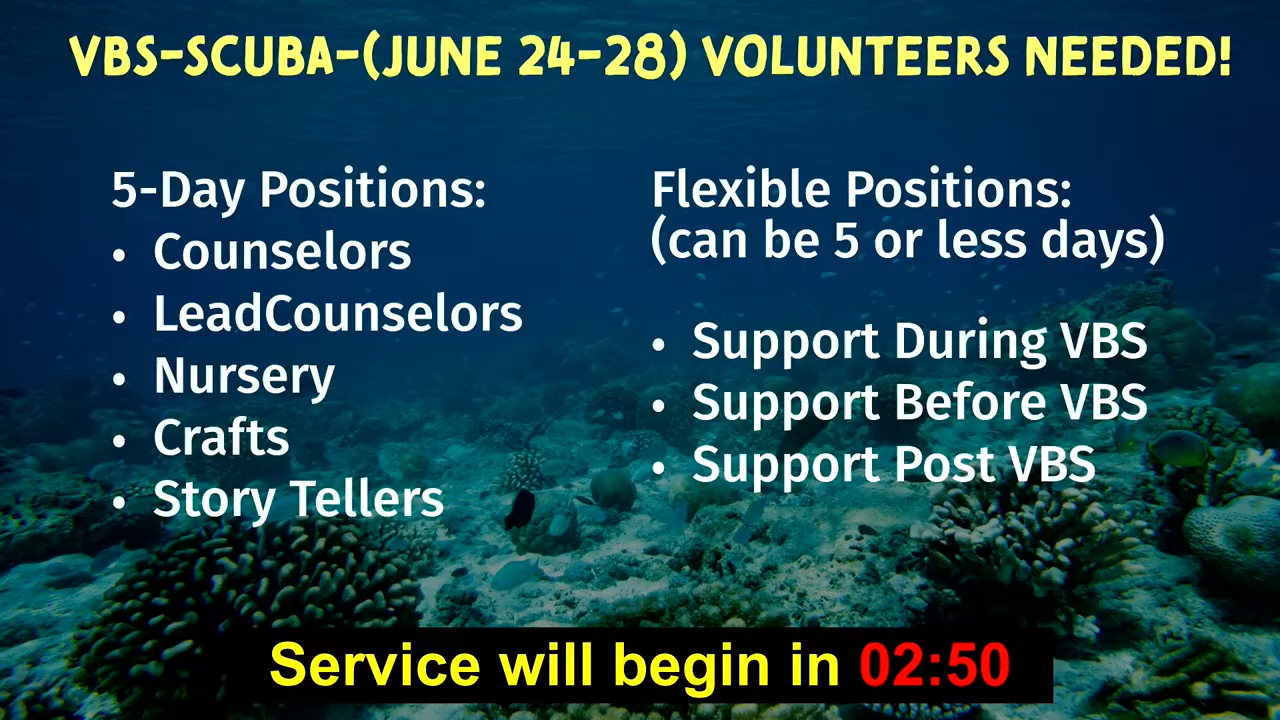 VBS-SCUBA-(JUNE 24-28) VOLUNTEERS NEEDED!
5-Day Positions:
• Counselors
• LeadCounselors
• Nursery
• Crafts
• Story Tellers
Flexible Positions:
(can be 5 or less days)
• Support During VBS
• Support Before VBS
• Support Post VBS
Service will begin in 02:50